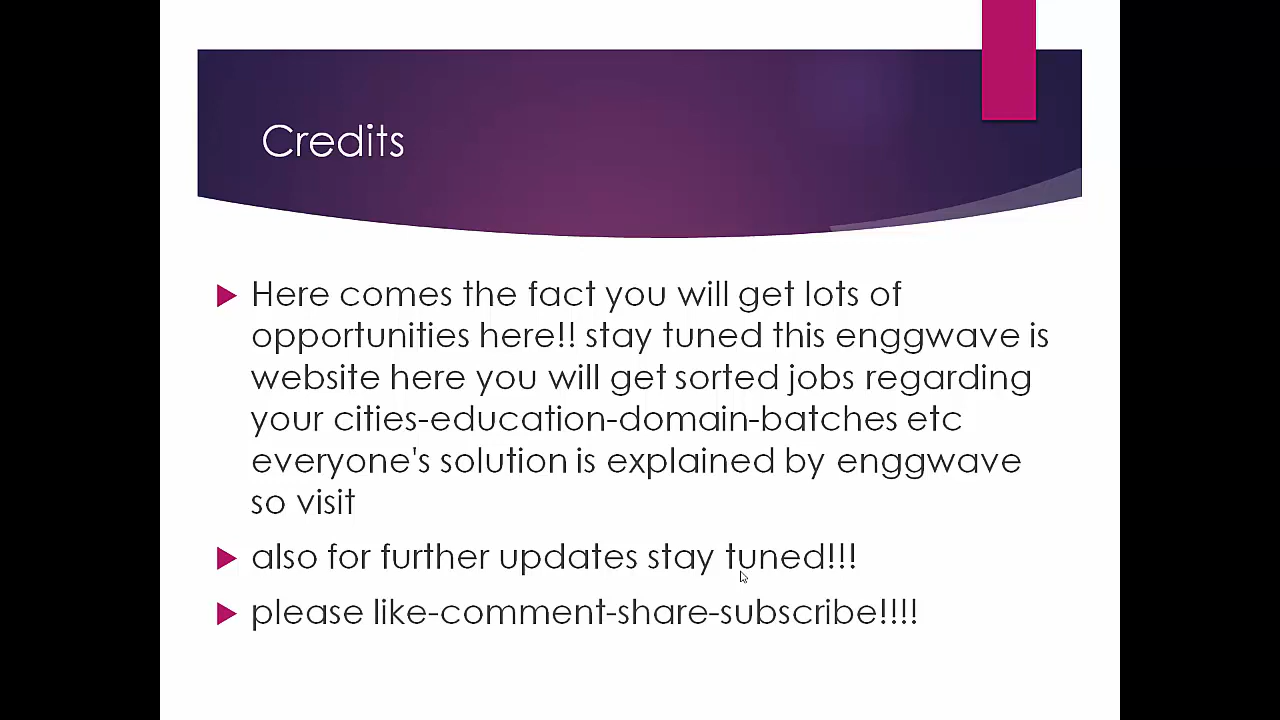 Credits
Here comes the fact you will get lots of
opportunities here!! stay tuned this enggwave is
website here you will get sorted jobs regarding
your cities-education-domain-batches etc
everyone's solution is explained by enggwave
so visit
also for further updates stay tuned!!!
please like-comment-share-subscribe!!!!